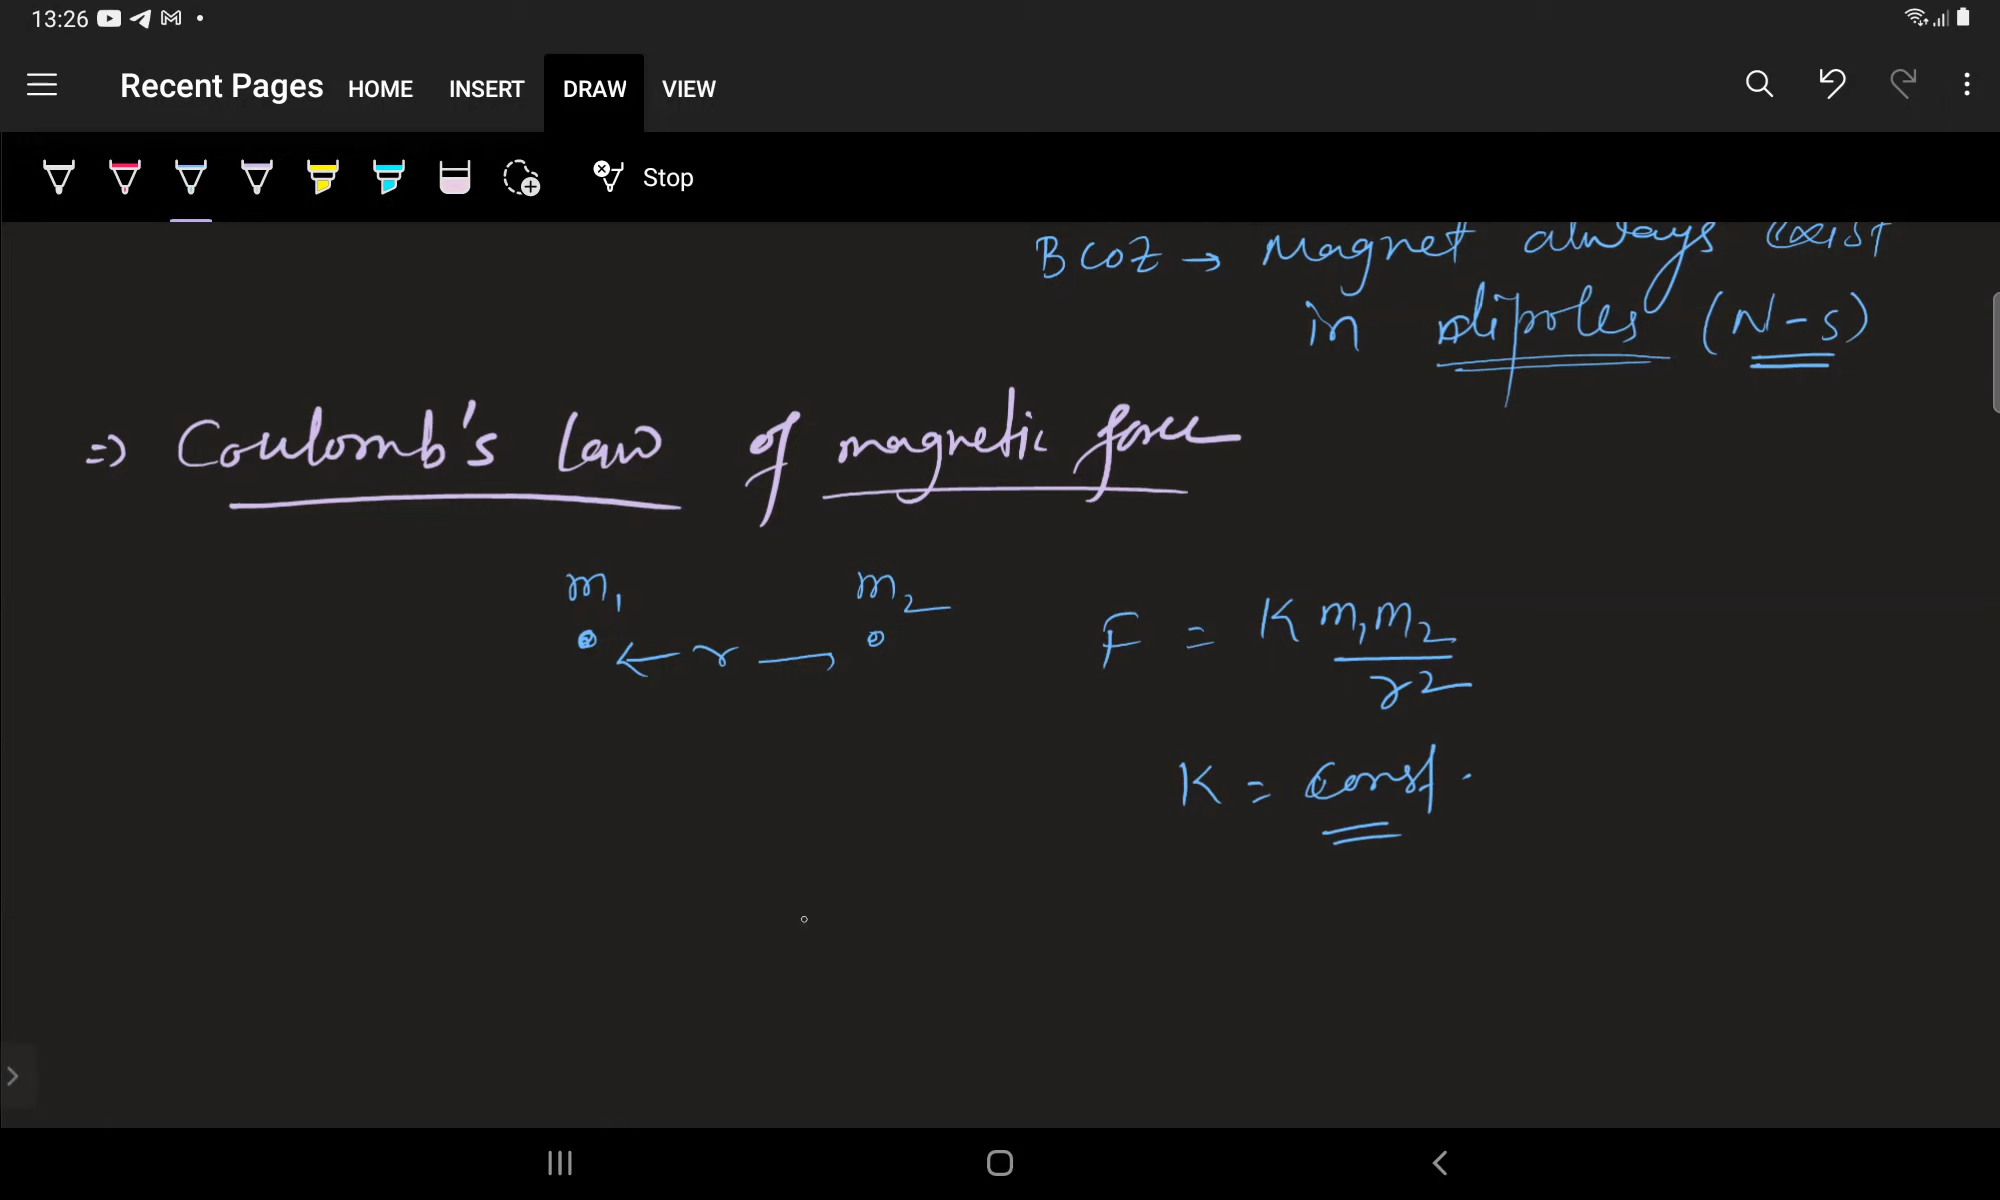 13:26
Recent Pages HOME INSERT DRAW VIEW
Stop
BCOZ → Magnet always exist
in dipoles (N-S)
=> Coulomb's law of magnetic force
m₁ m₂
← r →
F = K m₁m₂ / r²
K = const.